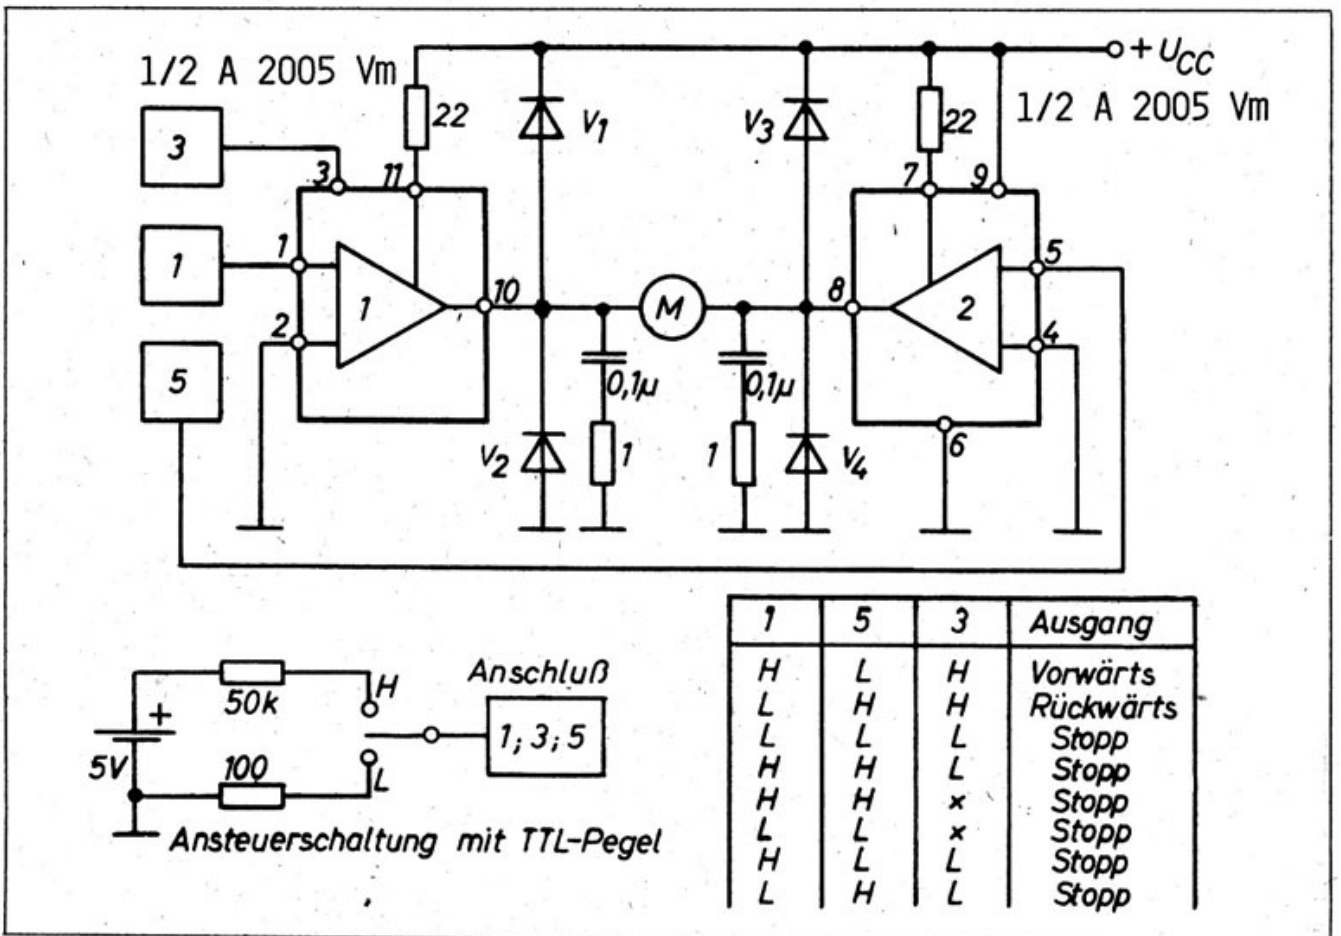 1/2 A 2005 Vm
+ UCC
1/2 A 2005 Vm
3
1
5
3
11
22
V1
V3
22
7
9
1
2
1
10
M
8
2
5
4
6
0,1µ
0,1µ
V2
1
1
V4
50k
H
Anschluß
+
5V
1; 3; 5
100
L
Ansteuerschaltung mit TTL-Pegel
1 5 3 Ausgang
H L H Vorwärts
L H H Rückwärts
L L L Stopp
H H L Stopp
H H × Stopp
L L × Stopp
H L L Stopp
L H L Stopp